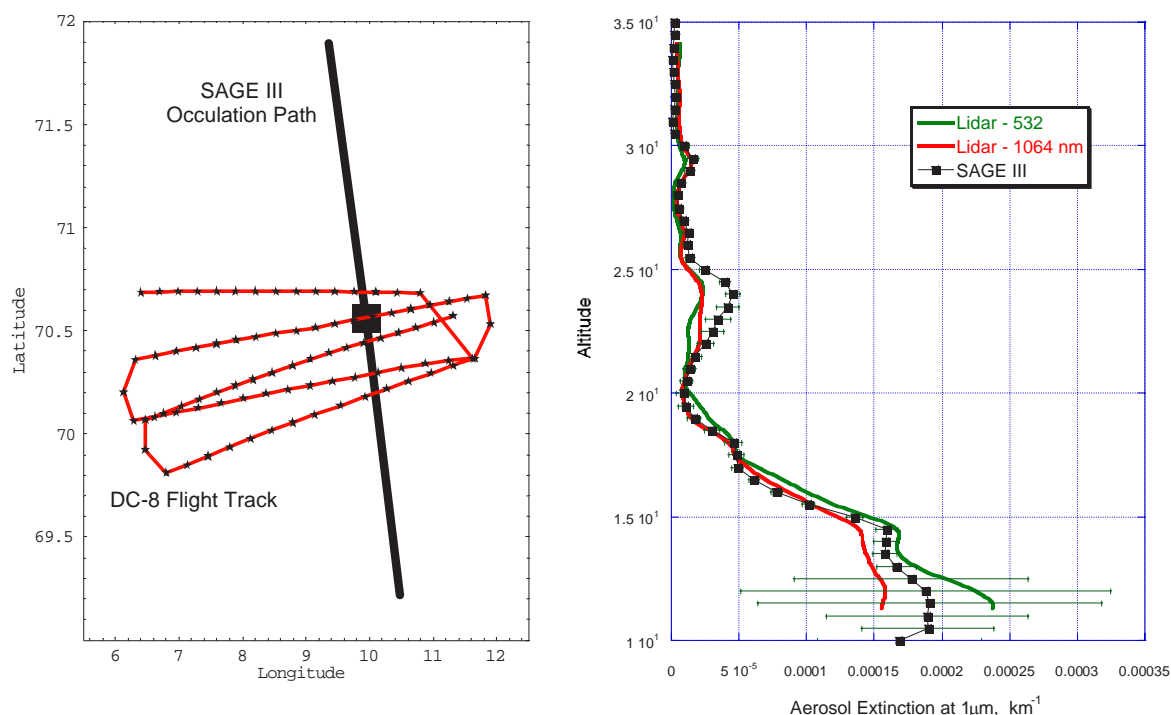 72
71.5
71
70.5
70
69.5
Latitude
SAGE III
Occulation Path
DC-8 Flight Track
6 7 8 9 10 11 12
Longitude
3.5 10¹
3 10¹
2.5 10¹
2 10¹
1.5 10¹
1 10¹
Altitude
Lidar - 532
Lidar - 1064 nm
SAGE III
0 5 10⁻⁵ 0.0001 0.00015 0.0002 0.00025 0.0003 0.00035
Aerosol Extinction at 1μm, km⁻¹